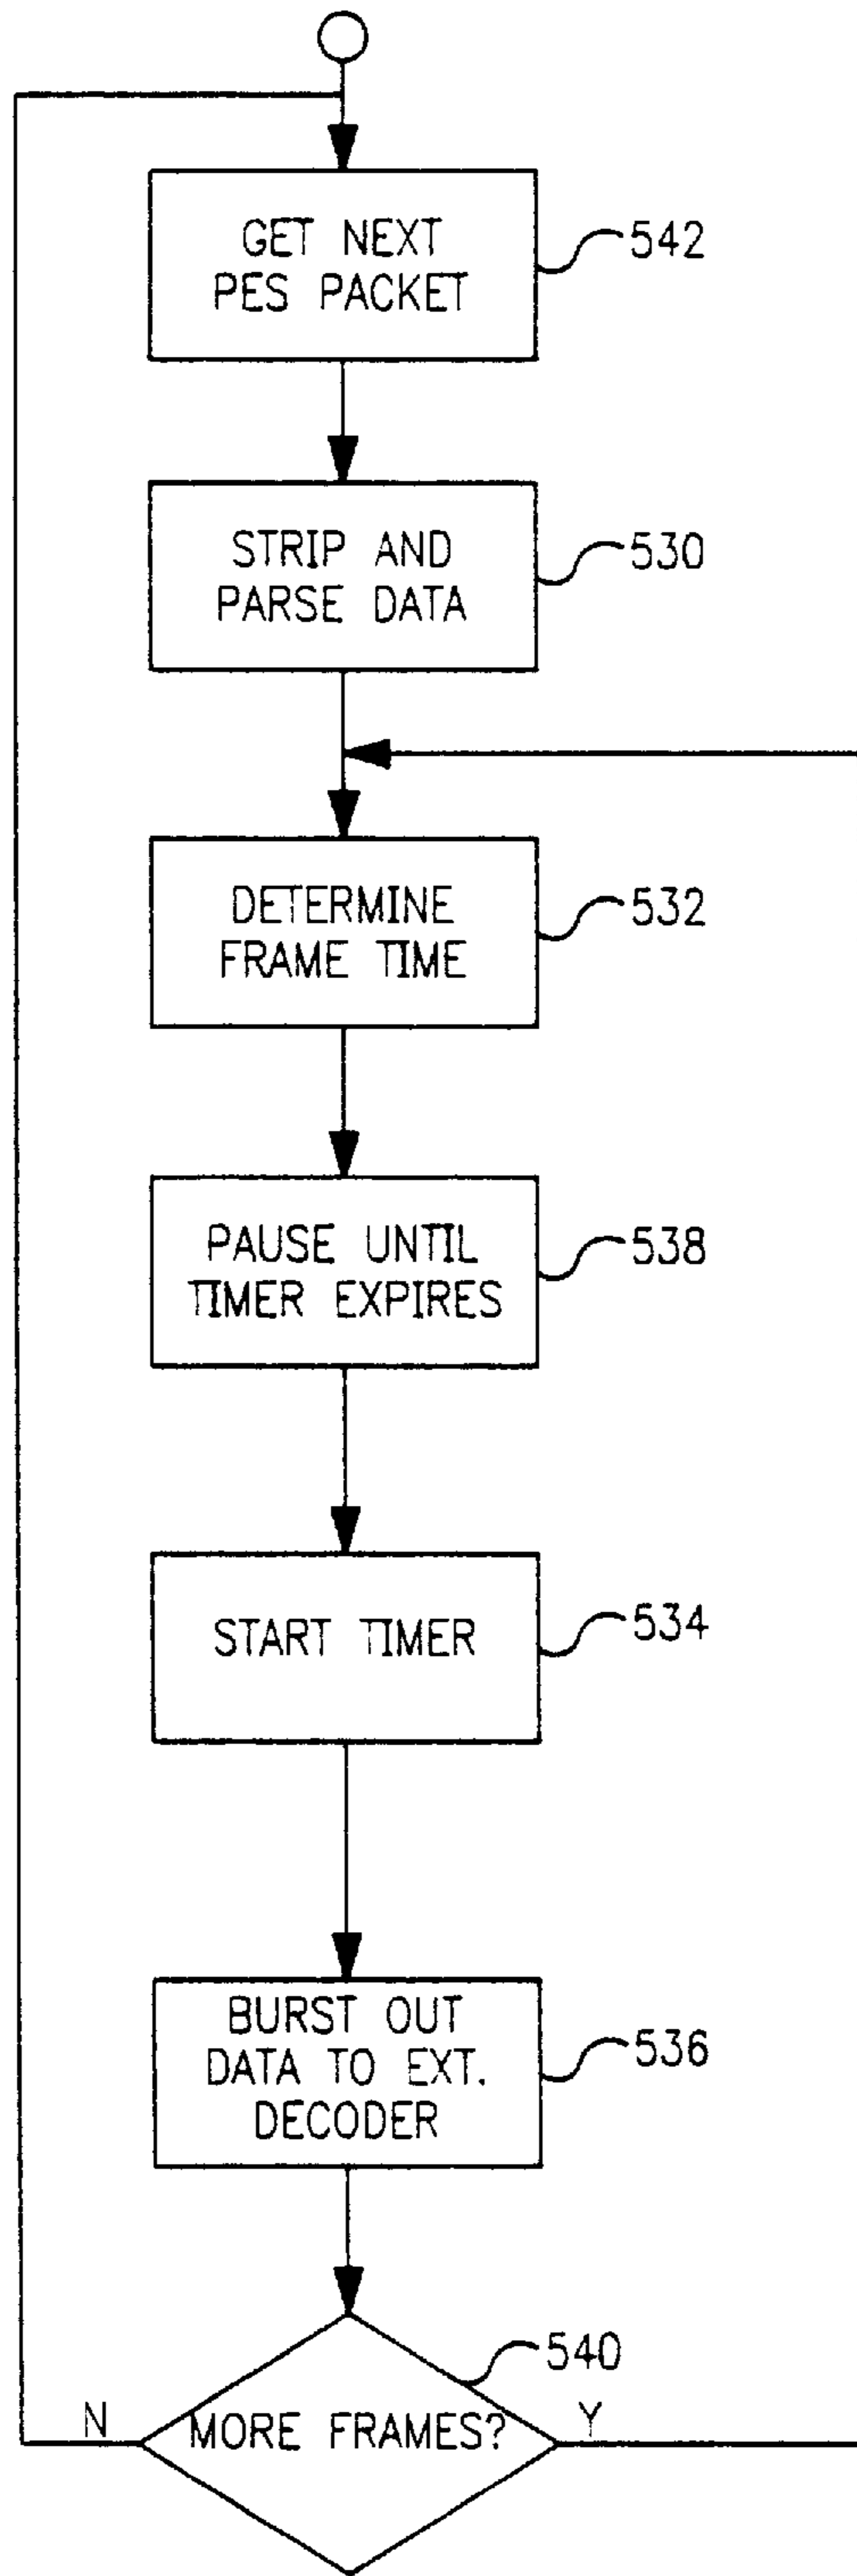 GET NEXT
PES PACKET
542
STRIP AND
PARSE DATA
530
DETERMINE
FRAME TIME
532
PAUSE UNTIL
TIMER EXPIRES
538
START TIMER
534
BURST OUT
DATA TO EXT.
DECODER
536
540
N
MORE FRAMES?
Y